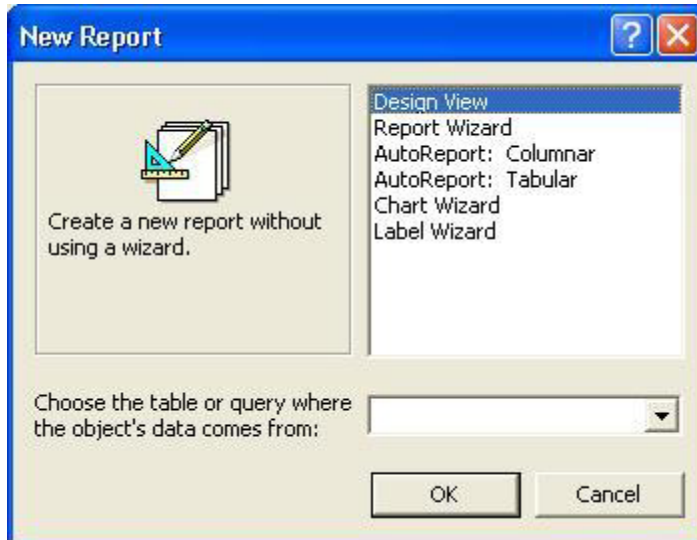 New Report
Create a new report without
using a wizard.
Design View
Report Wizard
AutoReport: Columnar
AutoReport: Tabular
Chart Wizard
Label Wizard
Choose the table or query where
the object's data comes from:
OK
Cancel